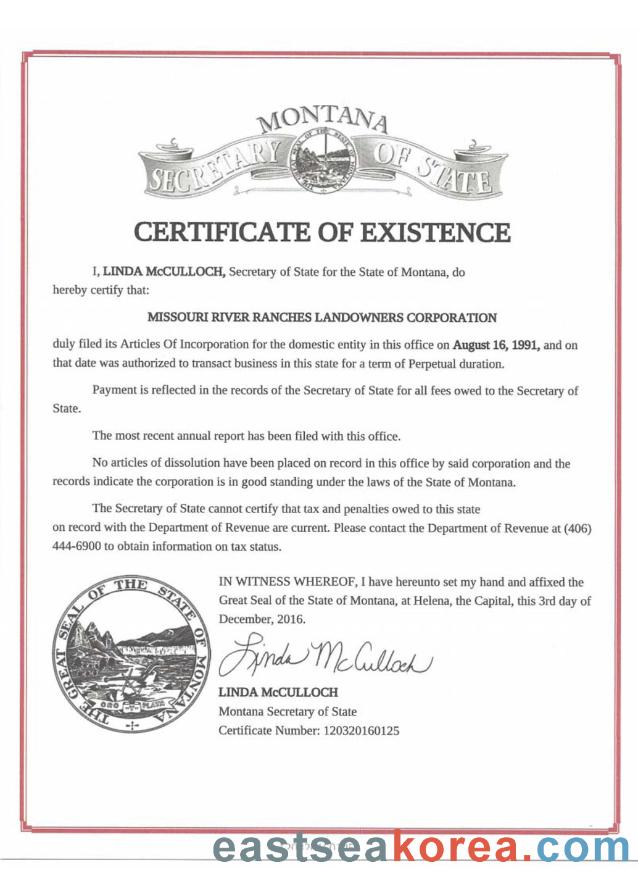 MONTANA
SECRETARY OF STATE
CERTIFICATE OF EXISTENCE
I, LINDA McCULLOCH, Secretary of State for the State of Montana, do
hereby certify that:
MISSOURI RIVER RANCHES LANDOWNERS CORPORATION
duly filed its Articles Of Incorporation for the domestic entity in this office on August 16, 1991, and on
that date was authorized to transact business in this state for a term of Perpetual duration.
Payment is reflected in the records of the Secretary of State for all fees owed to the Secretary of
State.
The most recent annual report has been filed with this office.
No articles of dissolution have been placed on record in this office by said corporation and the
records indicate the corporation is in good standing under the laws of the State of Montana.
The Secretary of State cannot certify that tax and penalties owed to this state
on record with the Department of Revenue are current. Please contact the Department of Revenue at (406)
444-6900 to obtain information on tax status.
IN WITNESS WHEREOF, I have hereunto set my hand and affixed the
Great Seal of the State of Montana, at Helena, the Capital, this 3rd day of
December, 2016.
THE GREAT SEAL OF THE STATE OF MONTANA
ORO Y PLATA
Linda McCulloch
LINDA McCULLOCH
Montana Secretary of State
Certificate Number: 120320160125
eastseakorea.com